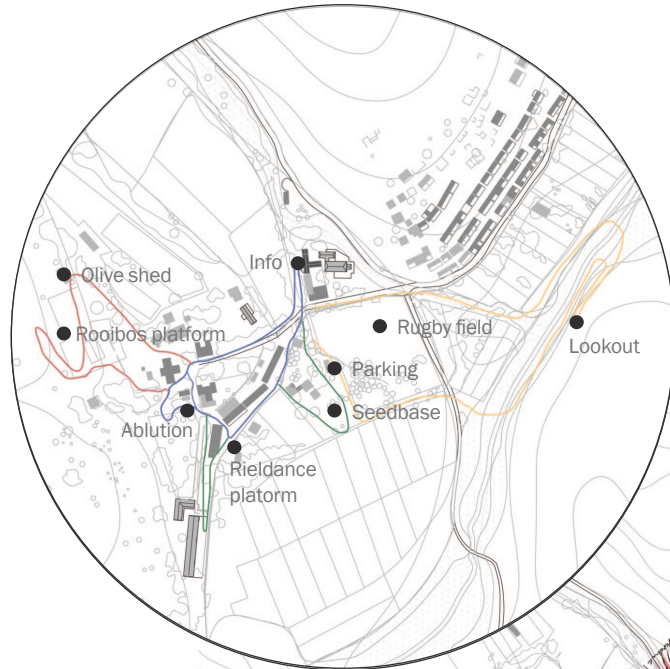 Info
Olive shed
Rooibos platform
Rugby field
Lookout
Parking
Ablution
Seedbase
Rieldance
platorm